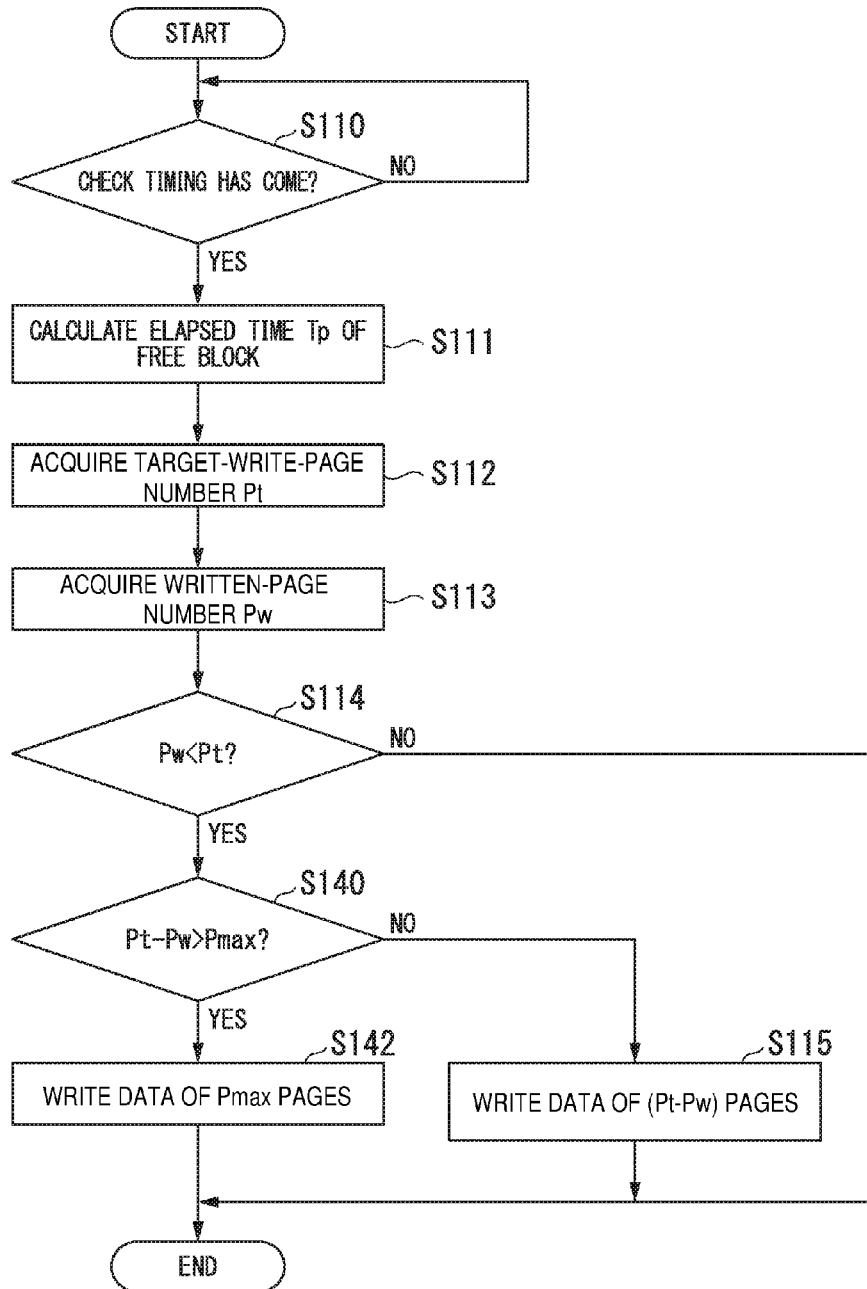 START
S110
CHECK TIMING HAS COME?
NO
YES
CALCULATE ELAPSED TIME Tp OF
FREE BLOCK
S111
ACQUIRE TARGET-WRITE-PAGE
NUMBER Pt
S112
ACQUIRE WRITTEN-PAGE
NUMBER Pw
S113
S114
Pw<Pt?
NO
YES
S140
Pt-Pw>Pmax?
NO
YES
S142
WRITE DATA OF Pmax PAGES
S115
WRITE DATA OF (Pt-Pw) PAGES
END